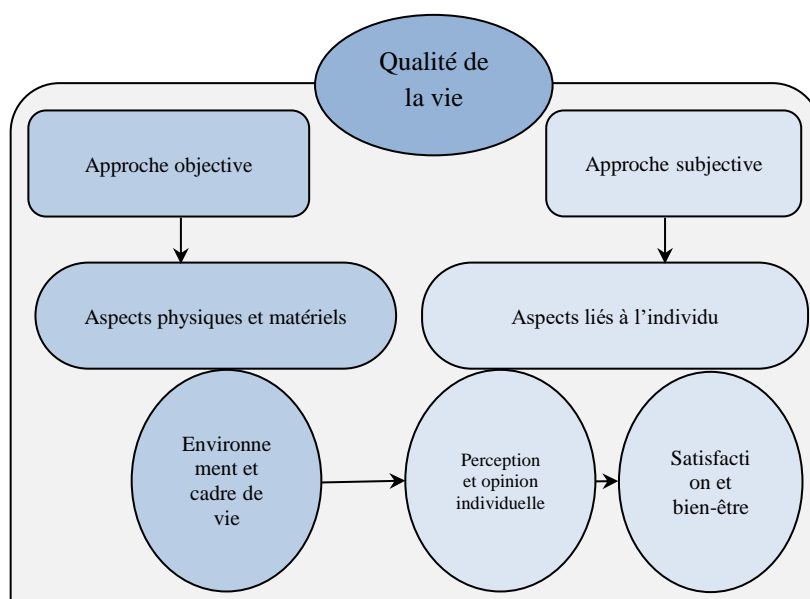 Qualité de
la vie
Approche objective
Approche subjective
Aspects physiques et matériels
Aspects liés à l’individu
Environne
ment et
cadre de
vie
Perception
et opinion
individuelle
Satisfacti
on et
bien-être